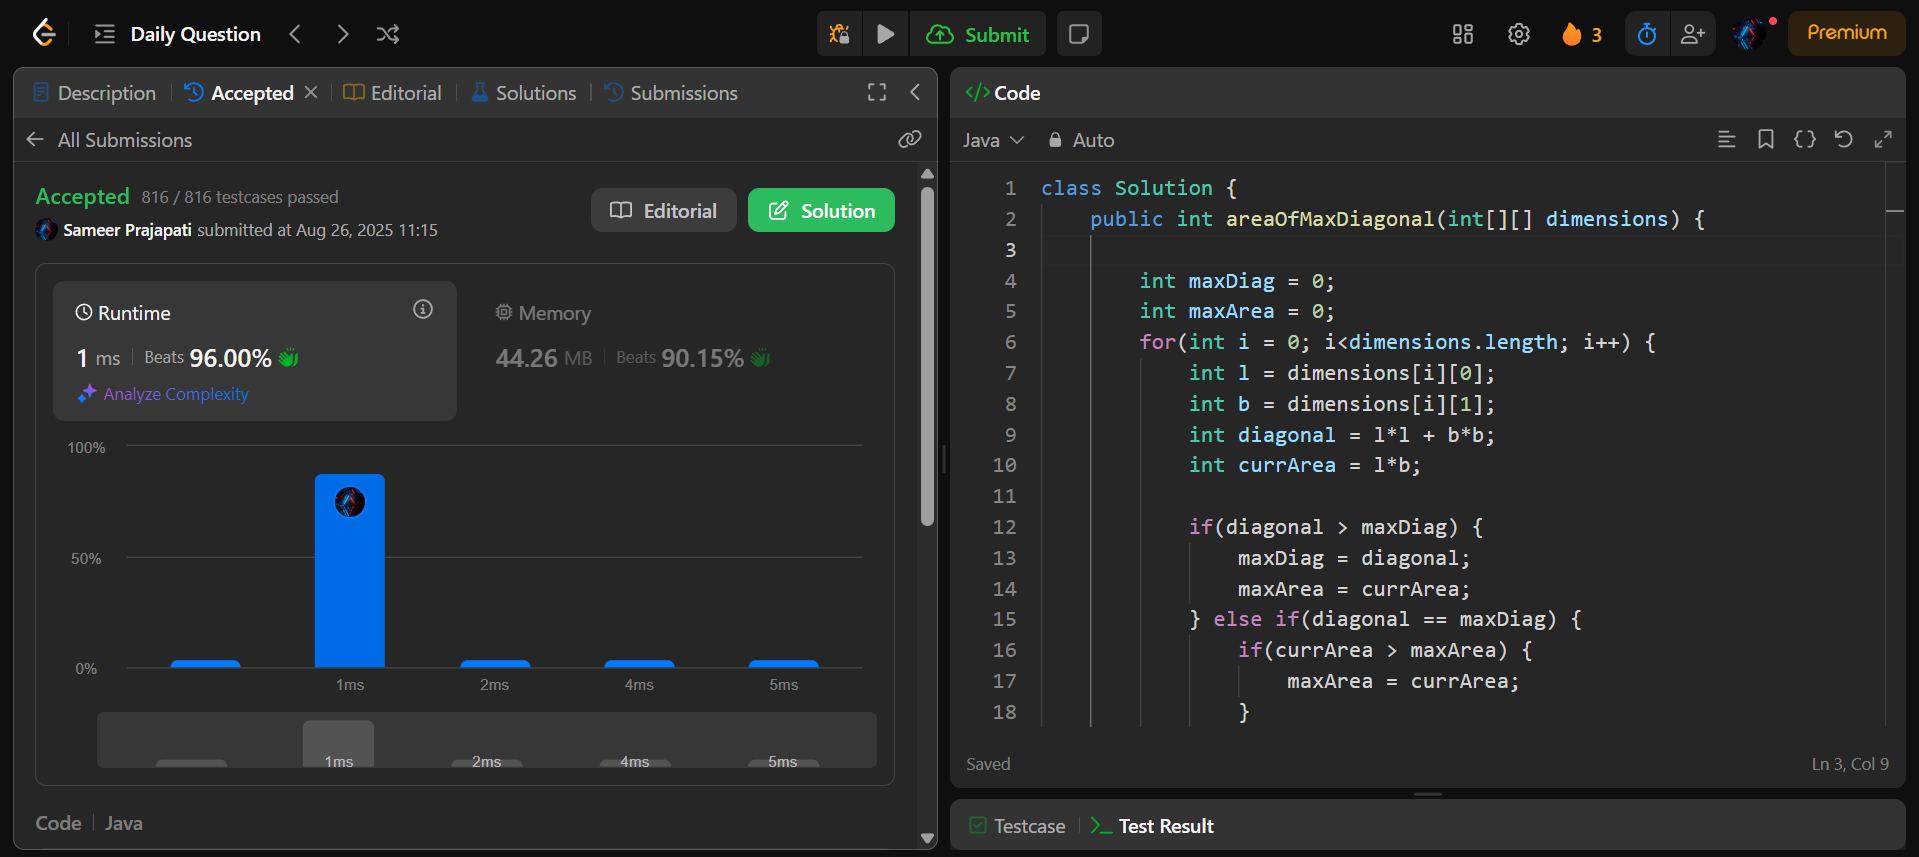 Daily Question
Submit
3
Premium
Description
Accepted
Editorial
Solutions
Submissions
All Submissions
Accepted 816 / 816 testcases passed
Sameer Prajapati submitted at Aug 26, 2025 11:15
Editorial
Solution
Runtime
1 ms Beats 96.00%
Analyze Complexity
Memory
44.26 MB Beats 90.15%
100%
50%
0%
1ms 2ms 4ms 5ms
1ms 2ms 4ms 5ms
Code Java
</> Code
Java Auto
1 class Solution {
2 public int areaOfMaxDiagonal(int[][] dimensions) {
3
4 int maxDiag = 0;
5 int maxArea = 0;
6 for(int i = 0; i<dimensions.length; i++) {
7 int l = dimensions[i][0];
8 int b = dimensions[i][1];
9 int diagonal = l*l + b*b;
10 int currArea = l*b;
11
12 if(diagonal > maxDiag) {
13 maxDiag = diagonal;
14 maxArea = currArea;
15 } else if(diagonal == maxDiag) {
16 if(currArea > maxArea) {
17 maxArea = currArea;
18 }
Saved
Ln 3, Col 9
Testcase
Test Result